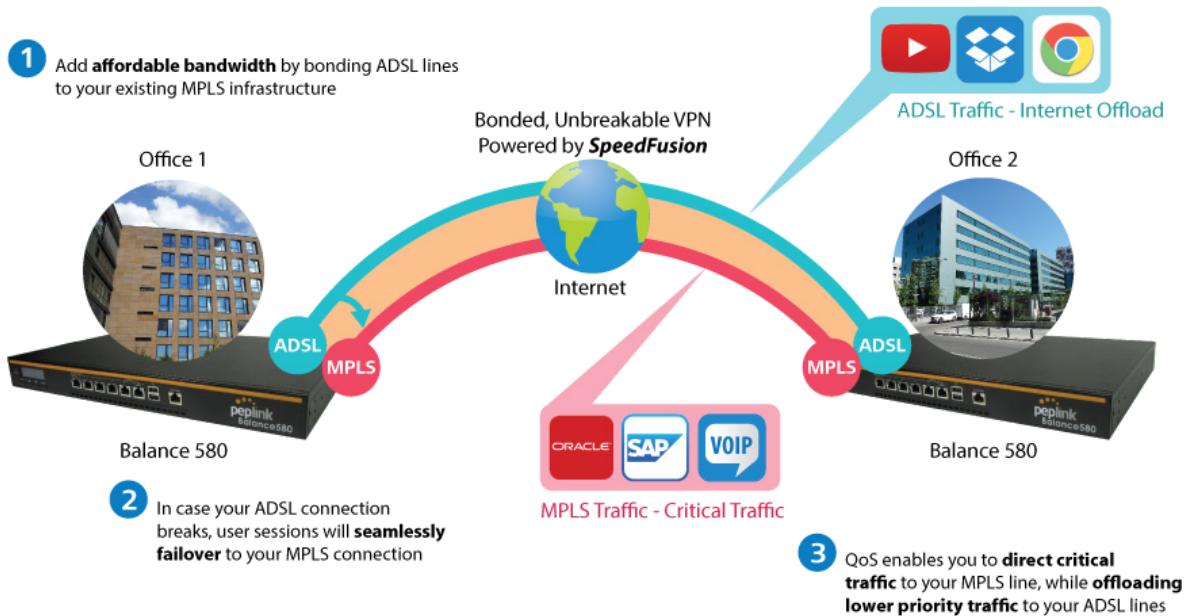 1
Add affordable bandwidth by bonding ADSL lines
to your existing MPLS infrastructure
ADSL Traffic - Internet Offload
Bonded, Unbreakable VPN
Powered by SpeedFusion
Office 1
Office 2
Internet
ADSL
MPLS
MPLS
ADSL
peplink
Balance580
peplink
Balance580
Balance 580
Balance 580
ORACLE
SAP
VOIP
MPLS Traffic - Critical Traffic
2
In case your ADSL connection
breaks, user sessions will seamlessly
failover to your MPLS connection
3
QoS enables you to direct critical
traffic to your MPLS line, while offloading
lower priority traffic to your ADSL lines